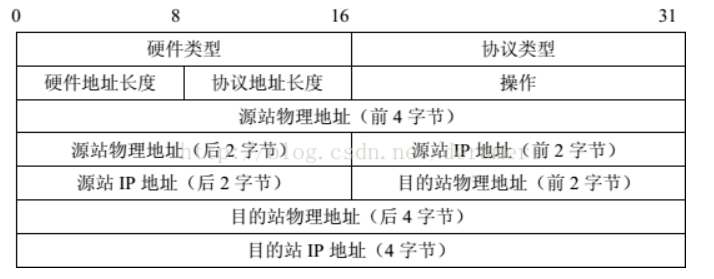 0 8 16 31
硬件类型 协议类型
硬件地址长度 协议地址长度 操作
源站物理地址（前 4 字节）
源站物理地址（后 2 字节） 源站 IP 地址（前 2 字节）
源站 IP 地址（后 2 字节） 目的站物理地址（前 2 字节）
目的站物理地址（后 4 字节）
目的站 IP 地址（4 字节）